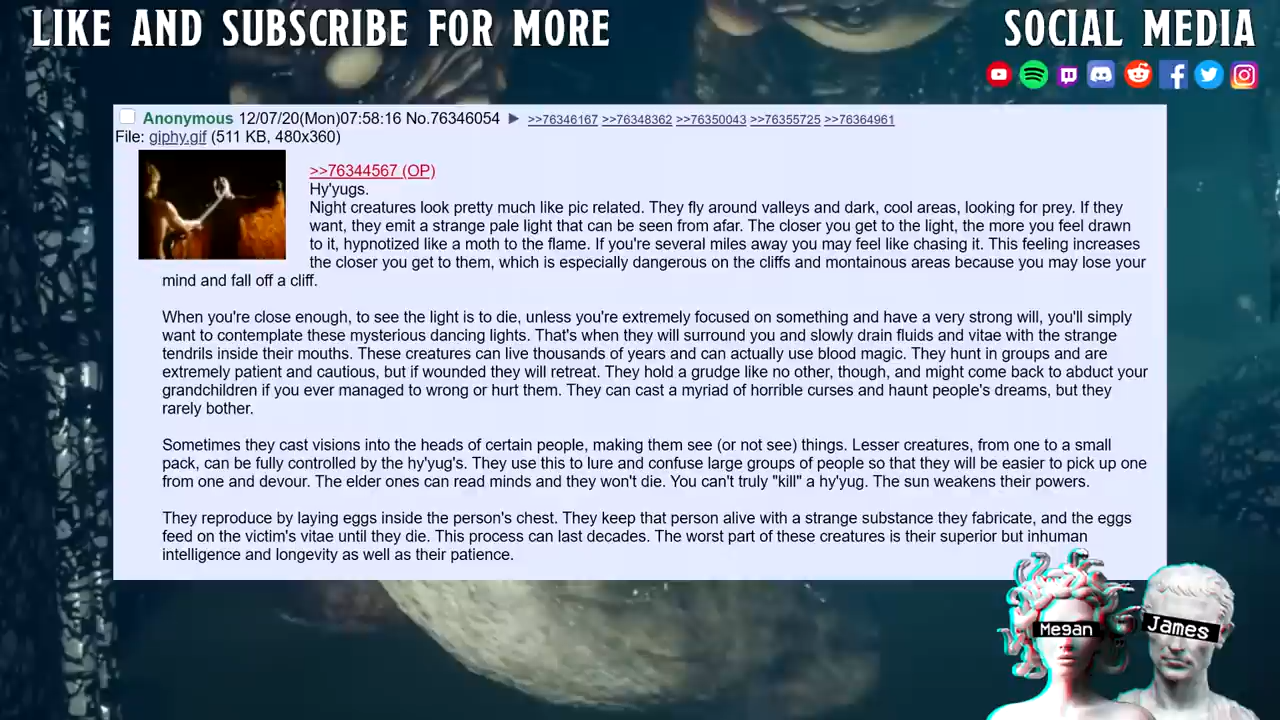 LIKE AND SUBSCRIBE FOR MORE
SOCIAL MEDIA
Anonymous 12/07/20(Mon)07:58:16 No.76346054 ▶ >>76346167 >>76348362 >>76350043 >>76355725 >>76364961
File: giphy.gif (511 KB, 480x360)
>>76344567 (OP)
Hy'yugs.
Night creatures look pretty much like pic related. They fly around valleys and dark, cool areas, looking for prey. If they
want, they emit a strange pale light that can be seen from afar. The closer you get to the light, the more you feel drawn
to it, hypnotized like a moth to the flame. If you're several miles away you may feel like chasing it. This feeling increases
the closer you get to them, which is especially dangerous on the cliffs and montainous areas because you may lose your
mind and fall off a cliff.
When you're close enough, to see the light is to die, unless you're extremely focused on something and have a very strong will, you'll simply
want to contemplate these mysterious dancing lights. That's when they will surround you and slowly drain fluids and vitae with the strange
tendrils inside their mouths. These creatures can live thousands of years and can actually use blood magic. They hunt in groups and are
extremely patient and cautious, but if wounded they will retreat. They hold a grudge like no other, though, and might come back to abduct your
grandchildren if you ever managed to wrong or hurt them. They can cast a myriad of horrible curses and haunt people's dreams, but they
rarely bother.
Sometimes they cast visions into the heads of certain people, making them see (or not see) things. Lesser creatures, from one to a small
pack, can be fully controlled by the hy'yug's. They use this to lure and confuse large groups of people so that they will be easier to pick up one
from one and devour. The elder ones can read minds and they won't die. You can't truly "kill" a hy'yug. The sun weakens their powers.
They reproduce by laying eggs inside the person's chest. They keep that person alive with a strange substance they fabricate, and the eggs
feed on the victim's vitae until they die. This process can last decades. The worst part of these creatures is their superior but inhuman
intelligence and longevity as well as their patience.
Megan
James